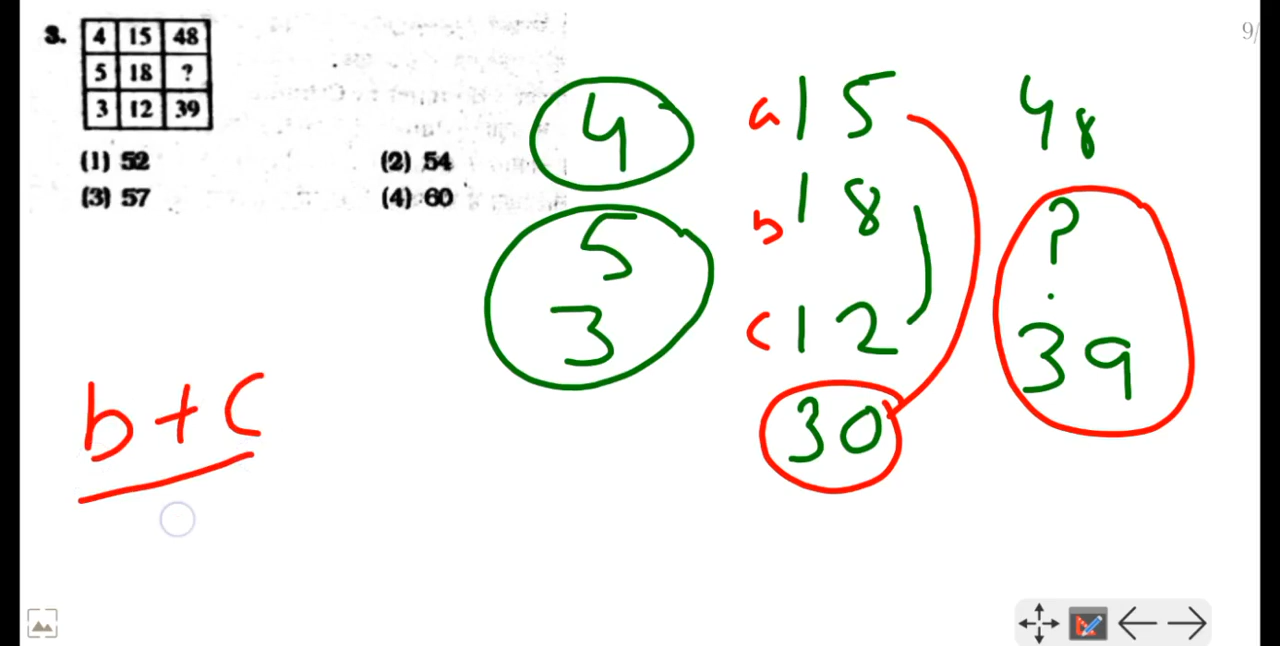 3.
4 15 48
5 18 ?
3 12 39
(1) 52 (2) 54
(3) 57 (4) 60
9/
4 a 15 48
5 b 18 ?
3 c 12 39
30
b+c